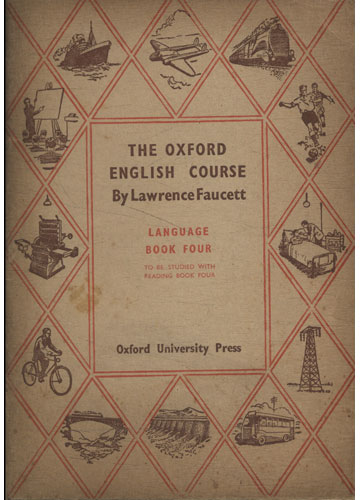 THE OXFORD
ENGLISH COURSE
By Lawrence Faucett
LANGUAGE
BOOK FOUR
TO BE STUDIED WITH
READING BOOK FOUR
Oxford University Press